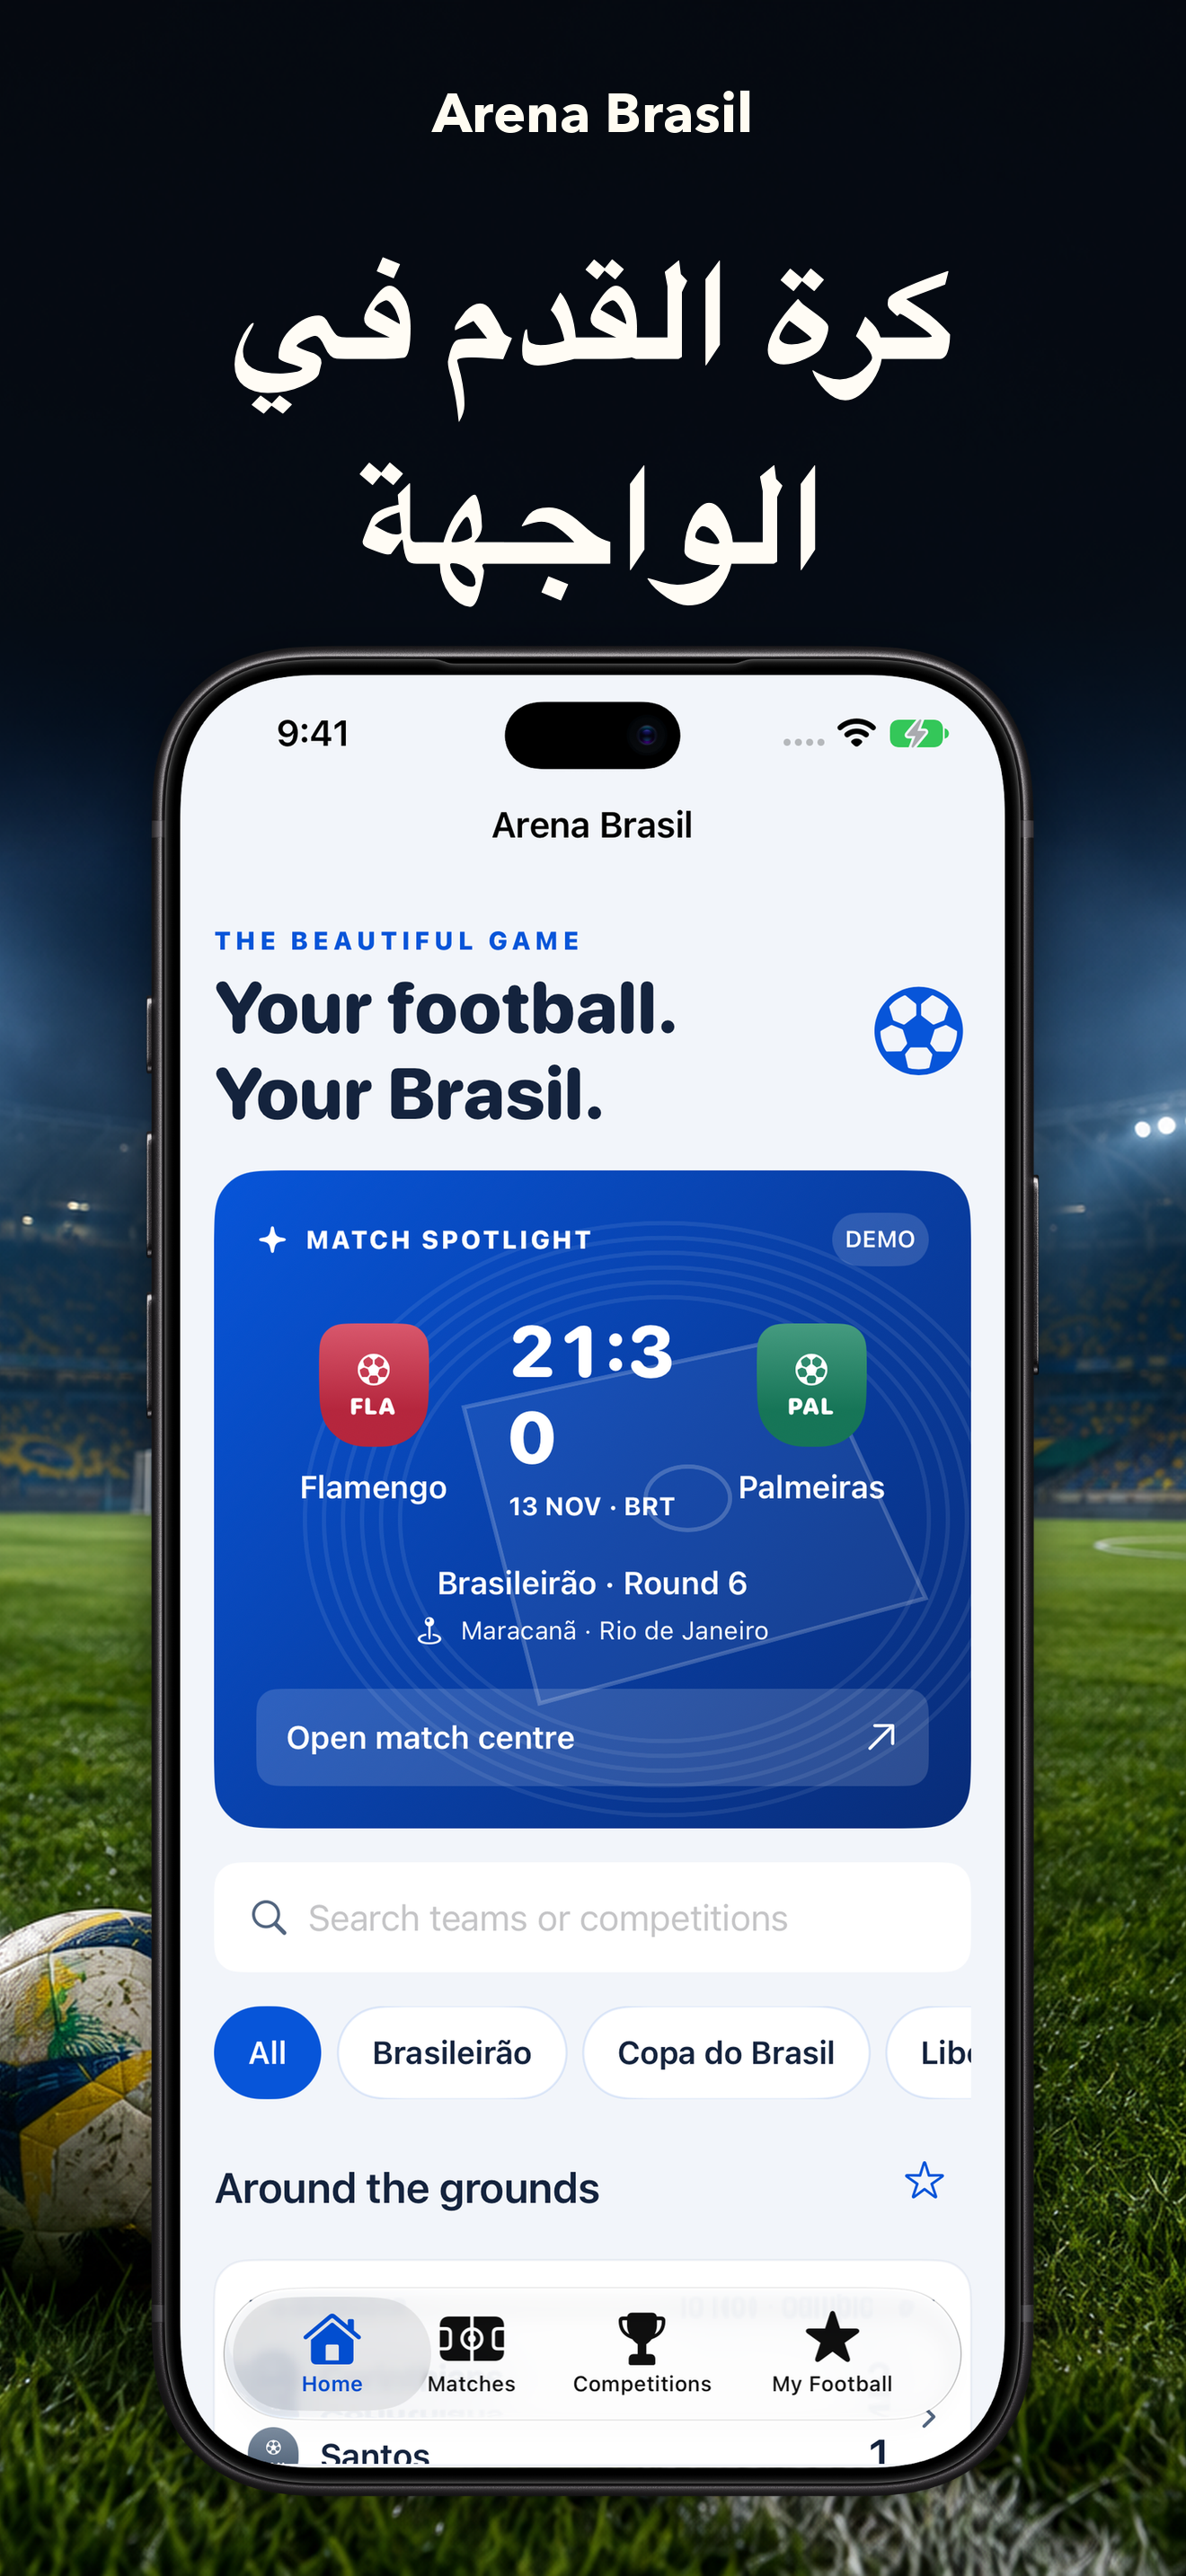 Arena Brasil
كرة القدم في
الواجهة
9:41
Arena Brasil
THE BEAUTIFUL GAME
Your football.
Your Brasil.
MATCH SPOTLIGHT
DEMO
FLA
21:3
0
PAL
Flamengo
13 NOV · BRT
Palmeiras
Brasileirão · Round 6
Maracanã · Rio de Janeiro
Open match centre
Search teams or competitions
All
Brasileirão
Copa do Brasil
Around the grounds
Home
Matches
Competitions
My Football
Santos
1